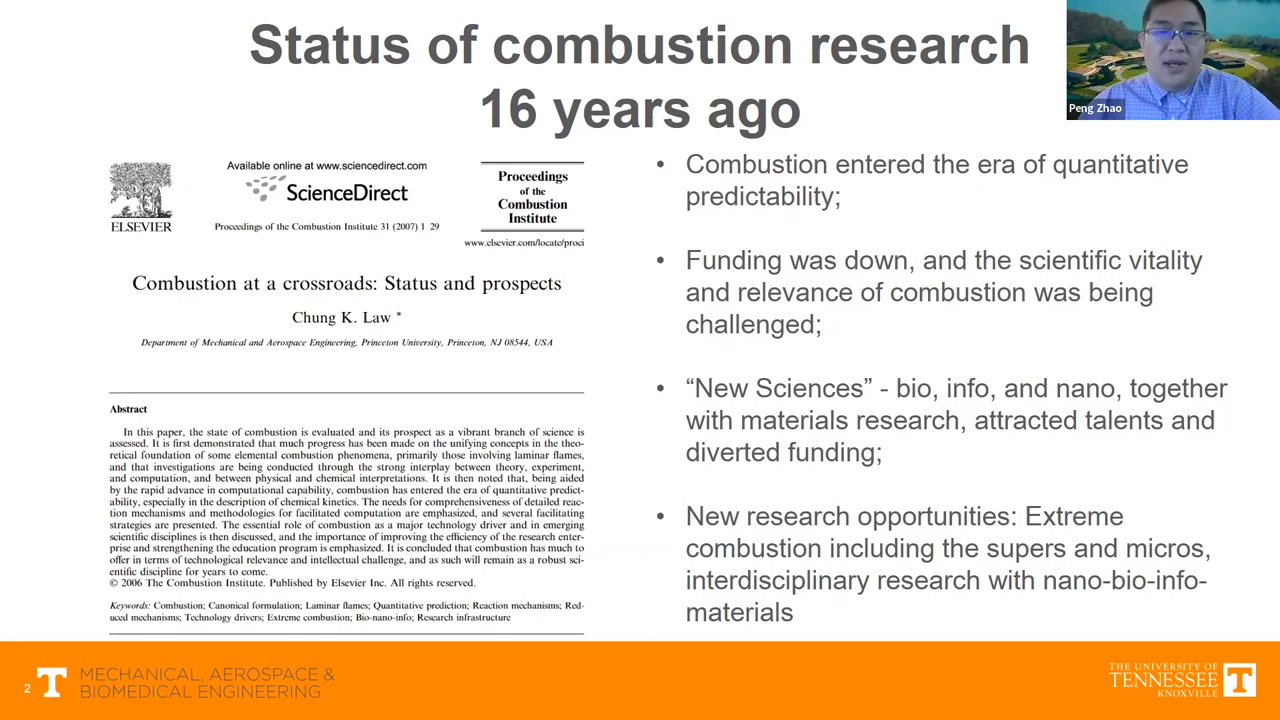 Status of combustion research
16 years ago
Peng Zhao
ELSEVIER
Available online at www.sciencedirect.com
ScienceDirect
Proceedings of the Combustion Institute 31 (2007) 1 29
Proceedings
of the
Combustion
Institute
www.elsevier.com/locate/proci
Combustion at a crossroads: Status and prospects
Chung K. Law *
Department of Mechanical and Aerospace Engineering, Princeton University, Princeton, NJ 08544, USA
Abstract
In this paper, the state of combustion is evaluated and its prospect as a vibrant branch of science is
assessed. It is first demonstrated that much progress has been made on the unifying concepts in the theo-
retical foundation of some elemental combustion phenomena, primarily those involving laminar flames,
and that investigations are being conducted through the strong interplay between theory, experiment,
and computation, and between physical and chemical interpretations. It is then noted that, being aided
by the rapid advance in computational capability, combustion has entered the era of quantitative predict-
ability, especially in the description of chemical kinetics. The needs for comprehensiveness of detailed reac-
tion mechanisms and methodologies for facilitated computation are emphasized, and several facilitating
strategies are presented. The essential role of combustion as a major technology driver and in emerging
scientific disciplines is then discussed, and the importance of improving the efficiency of the research enter-
prise and strengthening the education program is emphasized. It is concluded that combustion has much to
offer in terms of technological relevance and intellectual challenge, and as such will remain as a robust sci-
entific discipline for years to come.
© 2006 The Combustion Institute. Published by Elsevier Inc. All rights reserved.
Keywords: Combustion; Canonical formulation; Laminar flames; Quantitative prediction; Reaction mechanisms; Red-
uced mechanisms; Technology drivers; Extreme combustion; Bio-nano-info; Research infrastructure
• Combustion entered the era of quantitative
predictability;
• Funding was down, and the scientific vitality
and relevance of combustion was being
challenged;
• “New Sciences” - bio, info, and nano, together
with materials research, attracted talents and
diverted funding;
• New research opportunities: Extreme
combustion including the supers and micros,
interdisciplinary research with nano-bio-info-
materials
2
T
MECHANICAL, AEROSPACE &
BIOMEDICAL ENGINEERING
THE UNIVERSITY OF
TENNESSEE
KNOXVILLE
T